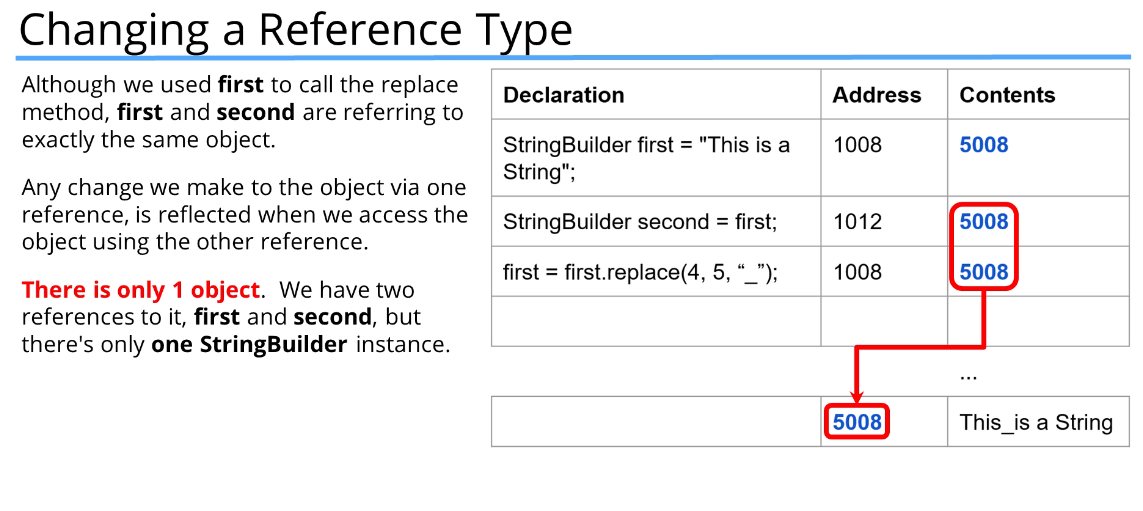 Changing a Reference Type
Although we used first to call the replace
method, first and second are referring to
exactly the same object.
Any change we make to the object via one
reference, is reflected when we access the
object using the other reference.
There is only 1 object.  We have two
references to it, first and second, but
there's only one StringBuilder instance.
Declaration Address Contents
StringBuilder first = "This is a
String"; 1008 5008
StringBuilder second = first; 1012 5008
first = first.replace(4, 5, “_”); 1008 5008
...
5008 This_is a String